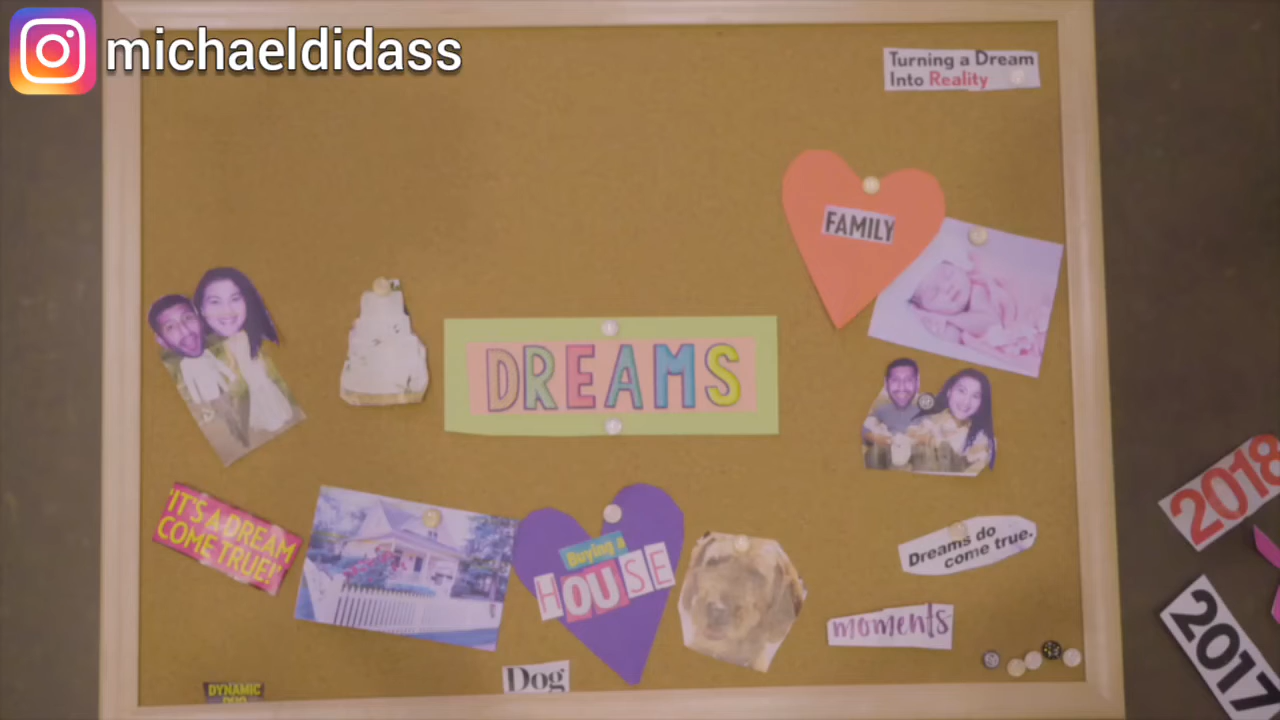 michaeldidass
Turning a Dream
Into Reality
FAMILY
DREAMS
'IT'S A DREAM
COME TRUE!'
Buying a
HOUSE
Dreams do
come true.
moments
Dog
DYNAMIC
DUO
2018
2017